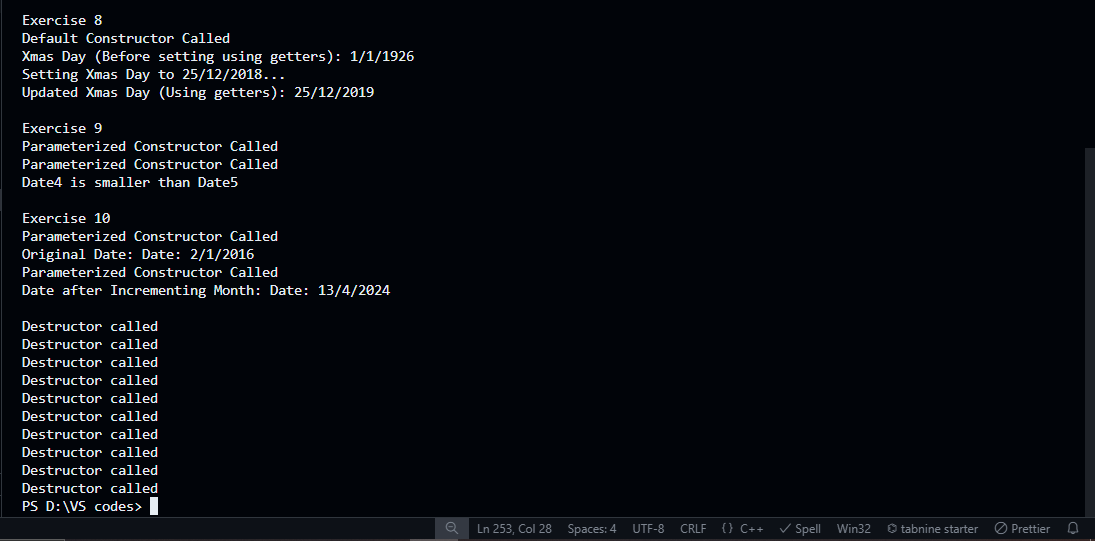 Exercise 8
Default Constructor Called
Xmas Day (Before setting using getters): 1/1/1926
Setting Xmas Day to 25/12/2018...
Updated Xmas Day (Using getters): 25/12/2019
Exercise 9
Parameterized Constructor Called
Parameterized Constructor Called
Date4 is smaller than Date5
Exercise 10
Parameterized Constructor Called
Original Date: Date: 2/1/2016
Parameterized Constructor Called
Date after Incrementing Month: Date: 13/4/2024
Destructor called
Destructor called
Destructor called
Destructor called
Destructor called
Destructor called
Destructor called
Destructor called
Destructor called
Destructor called
PS D:\VS codes>
Ln 253, Col 28 Spaces: 4 UTF-8 CRLF {} C++ Spell Win32 tabnine starter Prettier